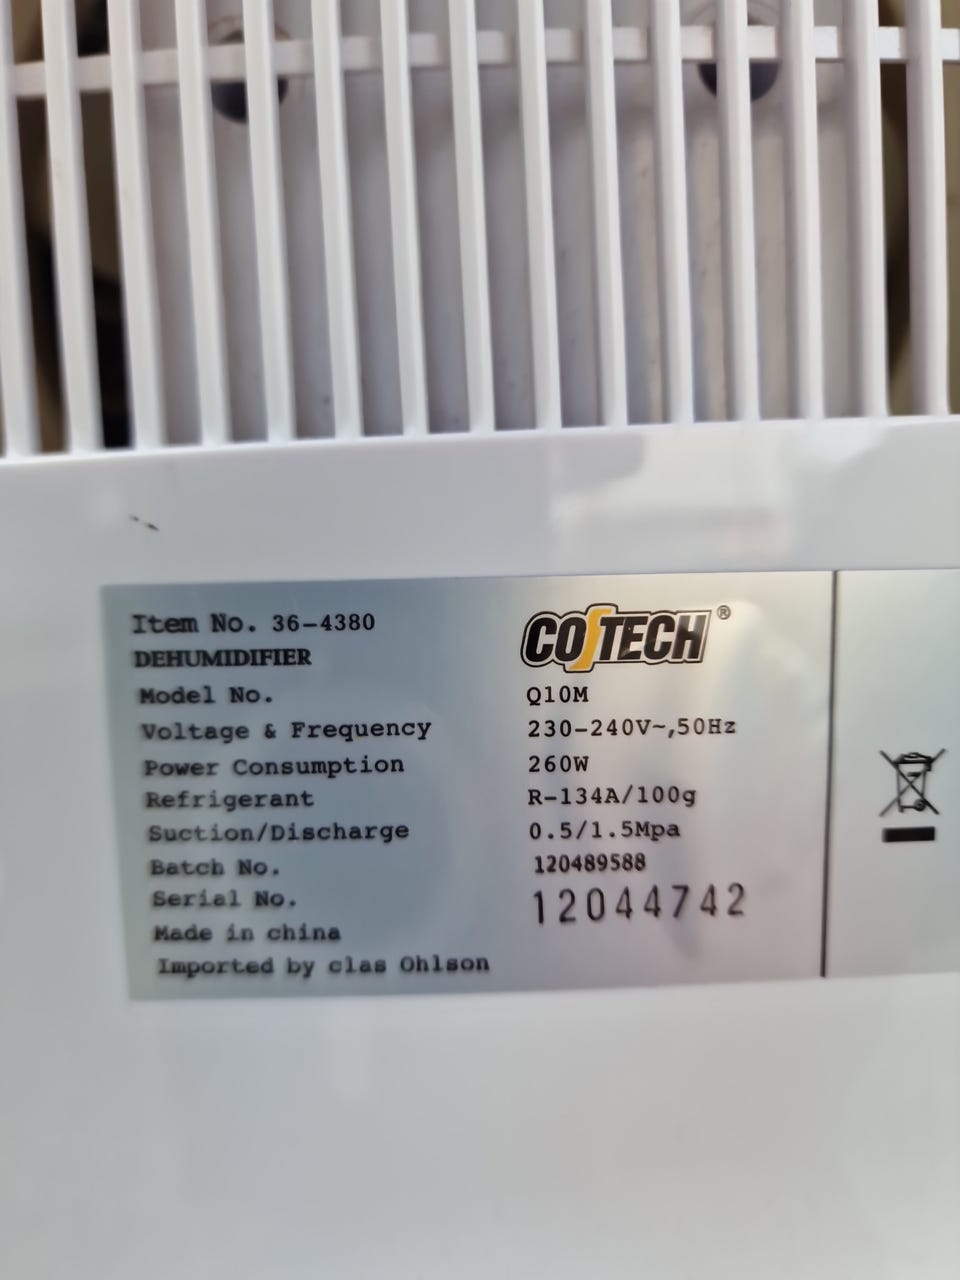 Item No. 36-4380
COTECH®
DEHUMIDIFIER
Model No. Q10M
Voltage & Frequency 230-240V~,50Hz
Power Consumption 260W
Refrigerant R-134A/100g
Suction/Discharge 0.5/1.5Mpa
Batch No. 120489588
Serial No. 12044742
Made in china
Imported by clas Ohlson